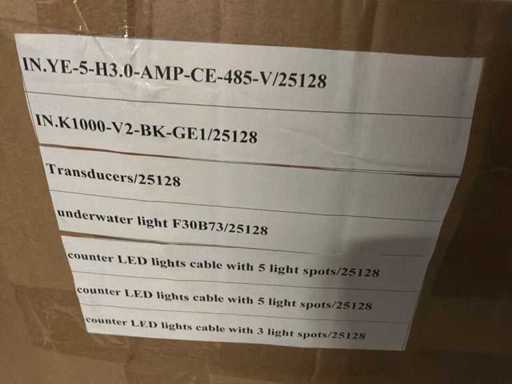 IN.YE-5-H3.0-AMP-CE-485-V/25128
IN.K1000-V2-BK-GE1/25128
Transducers/25128
underwater light F30B73/25128
counter LED lights cable with 5 light spots/25128
counter LED lights cable with 5 light spots/25128
counter LED lights cable with 3 light spots/25128